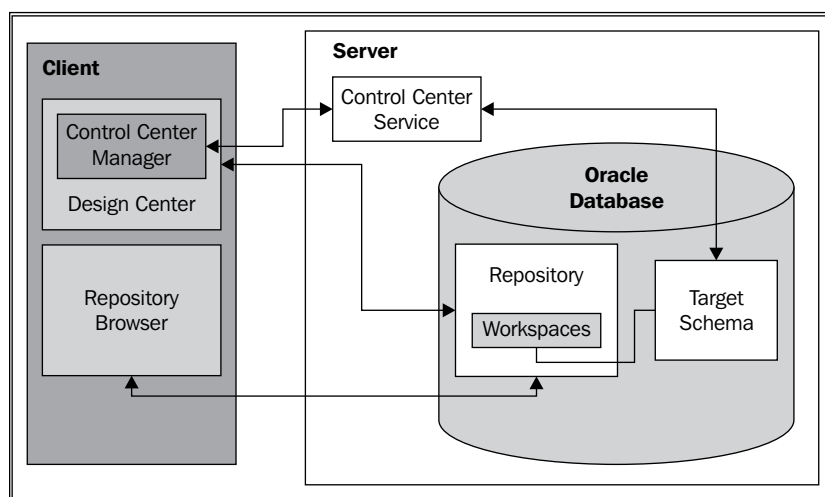 Client
Control Center
Manager
Design Center
Repository
Browser
Server
Control Center
Service
Oracle
Database
Repository
Workspaces
Target
Schema